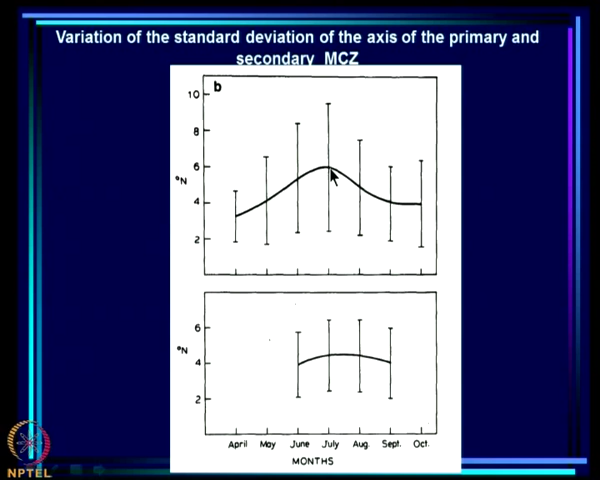 Variation of the standard deviation of the axis of the primary and
secondary MCZ
b
10
8
6
°N
4
2
6
°N
4
2
April May June July Aug. Sept. Oct.
MONTHS
NPTEL